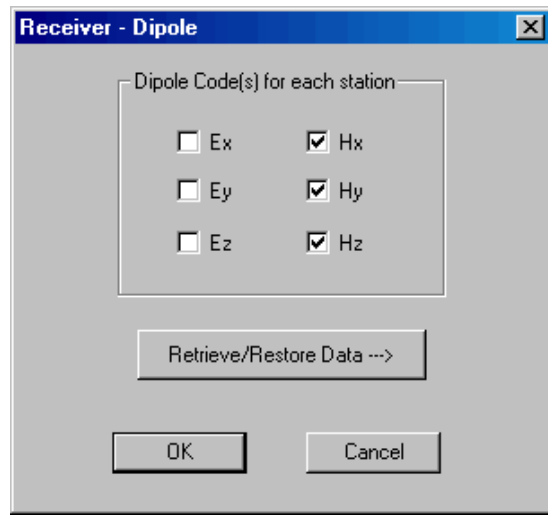 Receiver - Dipole
Dipole Code(s) for each station
Ex Hx
Ey Hy
Ez Hz
Retrieve/Restore Data --->
OK Cancel